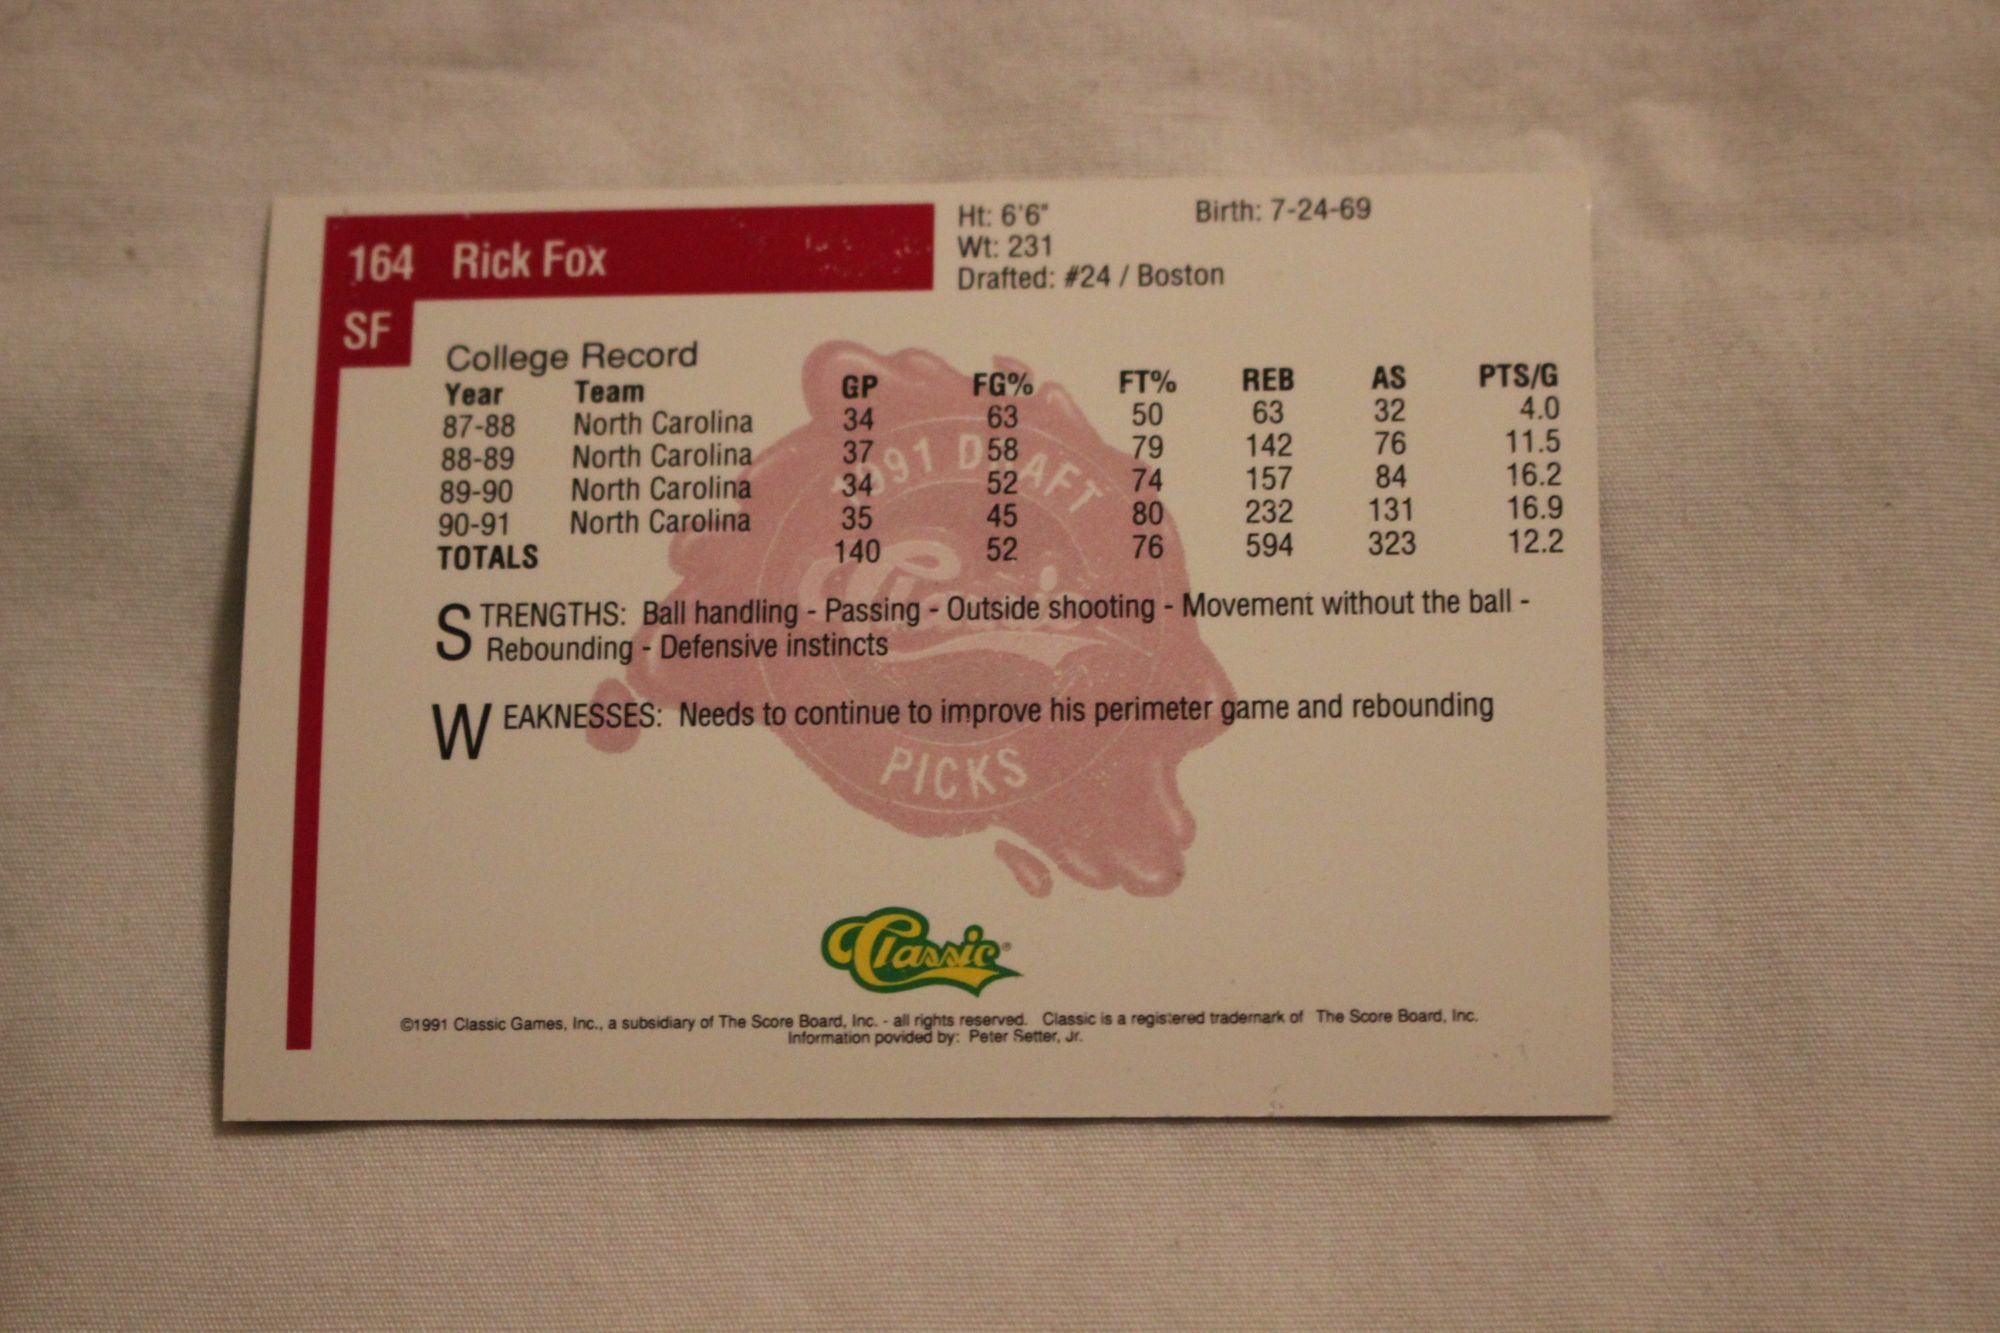 164 Rick Fox
SF
Ht: 6'6" Birth: 7-24-69
Wt: 231
Drafted: #24 / Boston
College Record
Year Team GP FG% FT% REB AS PTS/G
87-88 North Carolina 34 63 50 63 32 4.0
88-89 North Carolina 37 58 79 142 76 11.5
89-90 North Carolina 34 52 74 157 84 16.2
90-91 North Carolina 35 45 80 232 131 16.9
TOTALS 140 52 76 594 323 12.2
STRENGTHS: Ball handling - Passing - Outside shooting - Movement without the ball -
Rebounding - Defensive instincts
WEAKNESSES: Needs to continue to improve his perimeter game and rebounding
1991 DRAFT
Classic
PICKS
Classic®
©1991 Classic Games, Inc., a subsidiary of The Score Board, Inc. - all rights reserved. Classic is a registered trademark of The Score Board, Inc.
Information povided by: Peter Setter, Jr.